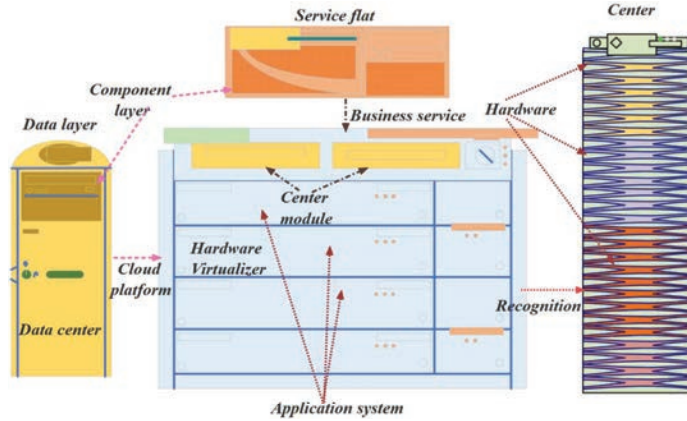 Service flat
Center
Component
layer
Business service
Hardware
Data layer
Center
module
Hardware
Virtualizer
Cloud
platform
Recognition
Data center
Application system